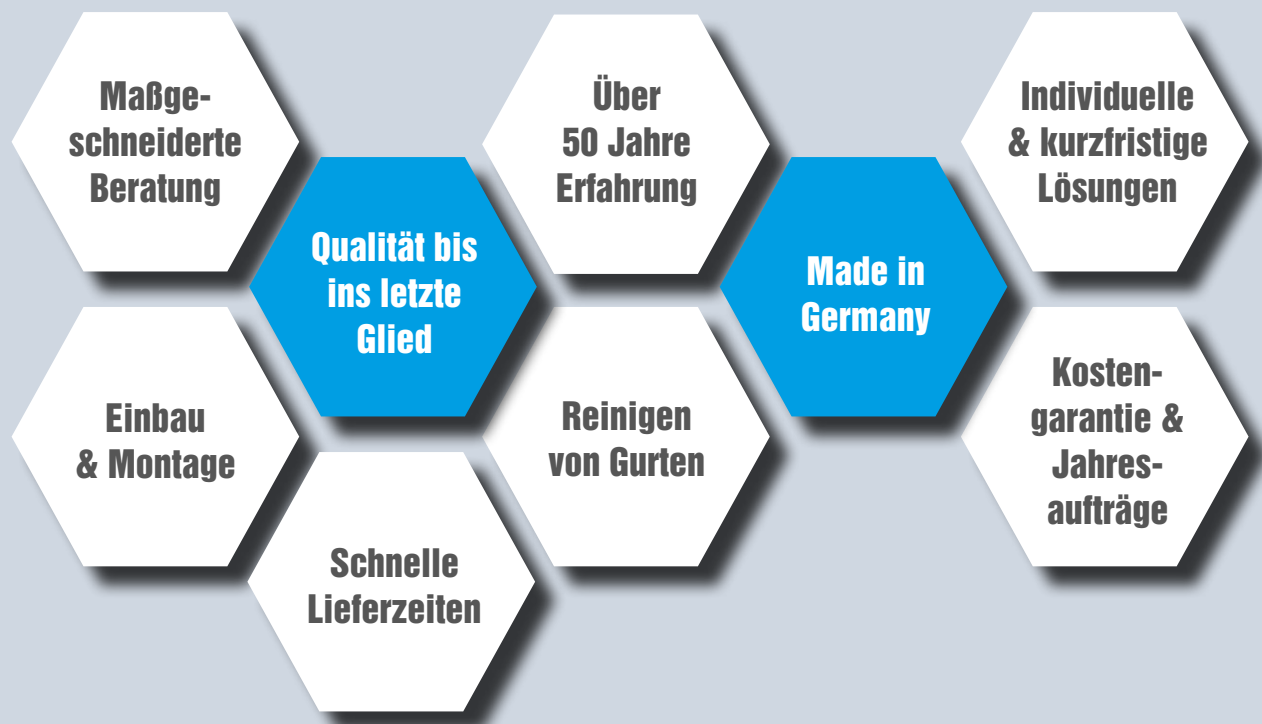 Maßge-
schneiderte
Beratung
Über
50 Jahre
Erfahrung
Individuelle
& kurzfristige
Lösungen
Qualität bis
ins letzte
Glied
Made in
Germany
Einbau
& Montage
Reinigen
von Gurten
Kosten-
garantie &
Jahres-
aufträge
Schnelle
Lieferzeiten